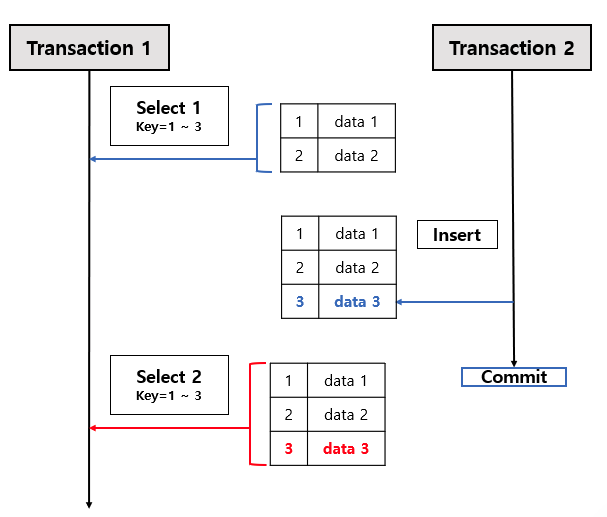 Transaction 1
Transaction 2
Select 1
Key=1 ~ 3
1 data 1
2 data 2
Insert
1 data 1
2 data 2
3 data 3
Commit
Select 2
Key=1 ~ 3
1 data 1
2 data 2
3 data 3